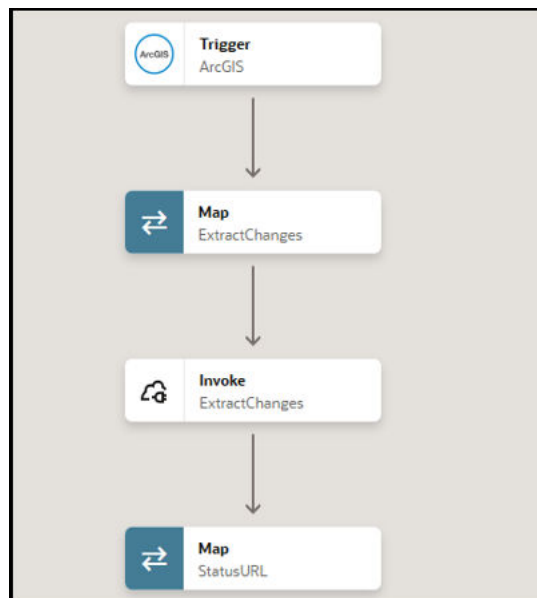 ArcGIS
Trigger
ArcGIS
Map
ExtractChanges
Invoke
ExtractChanges
Map
StatusURL